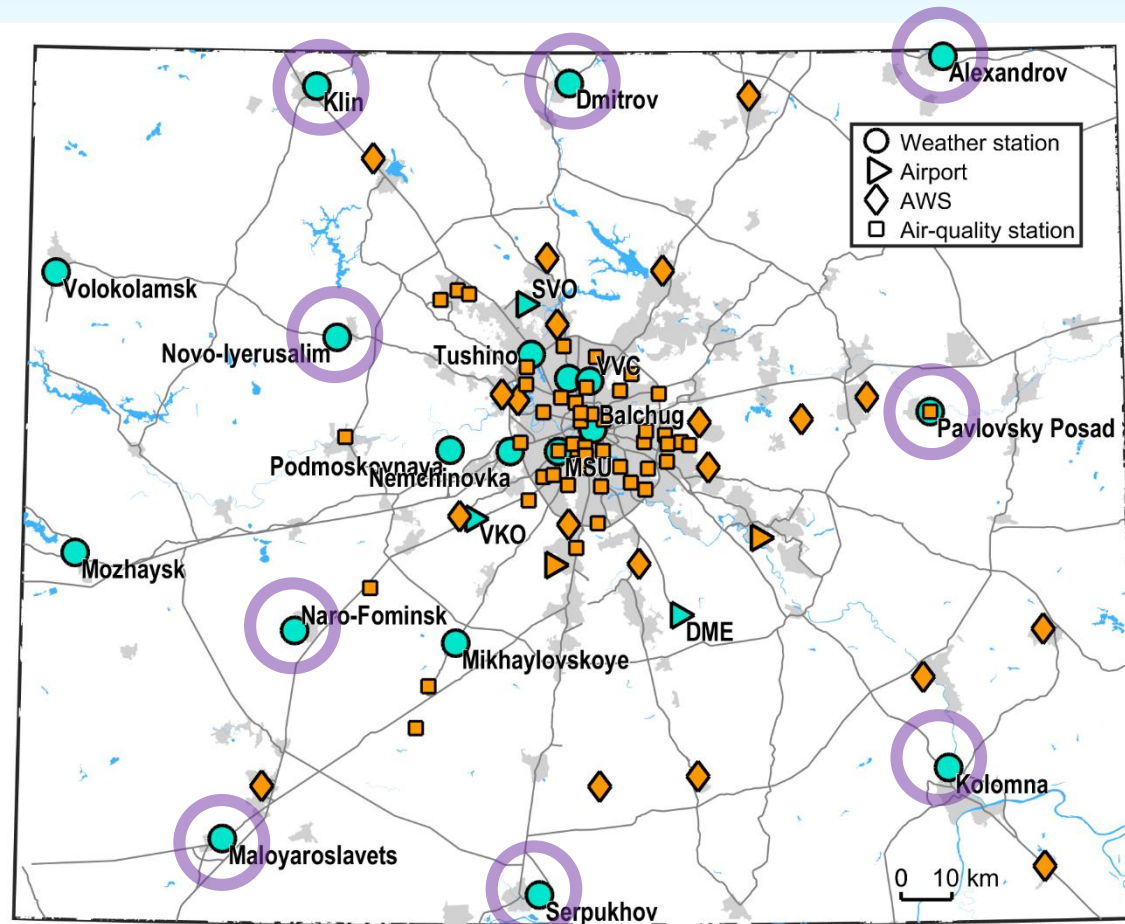 Alexandrov
Klin
Dmitrov
Weather station
Airport
AWS
Air-quality station
Volokolamsk
SVO
Novo-Iyerusalim
Tushino
VVC
Balchug
Pavlovsky Posad
Podmoskovnaya
Nemchinovka
MSU
VKO
Mozhaysk
Naro-Fominsk
DME
Mikhaylovskoye
Kolomna
Maloyaroslavets
0 10 km
Serpukhov